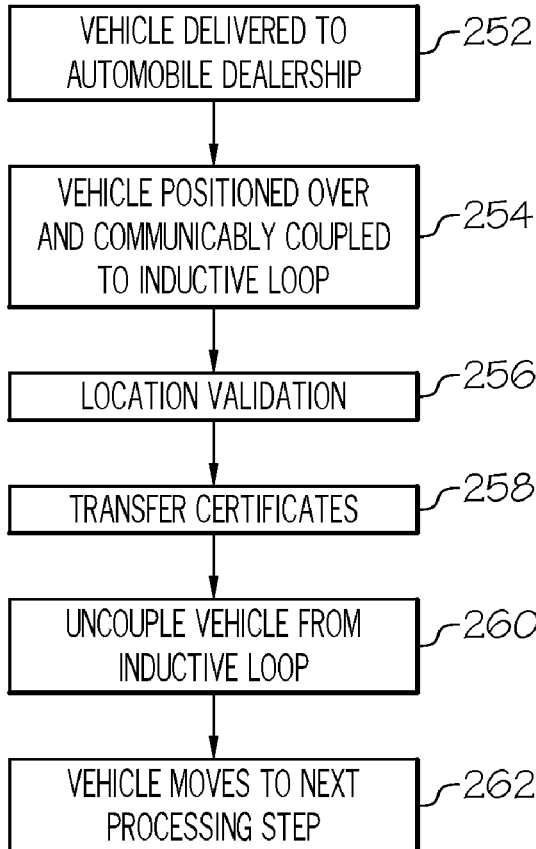 VEHICLE DELIVERED TO
AUTOMOBILE DEALERSHIP
252
VEHICLE POSITIONED OVER
AND COMMUNICABLY COUPLED
TO INDUCTIVE LOOP
254
LOCATION VALIDATION
256
TRANSFER CERTIFICATES
258
UNCOUPLE VEHICLE FROM
INDUCTIVE LOOP
260
VEHICLE MOVES TO NEXT
PROCESSING STEP
262